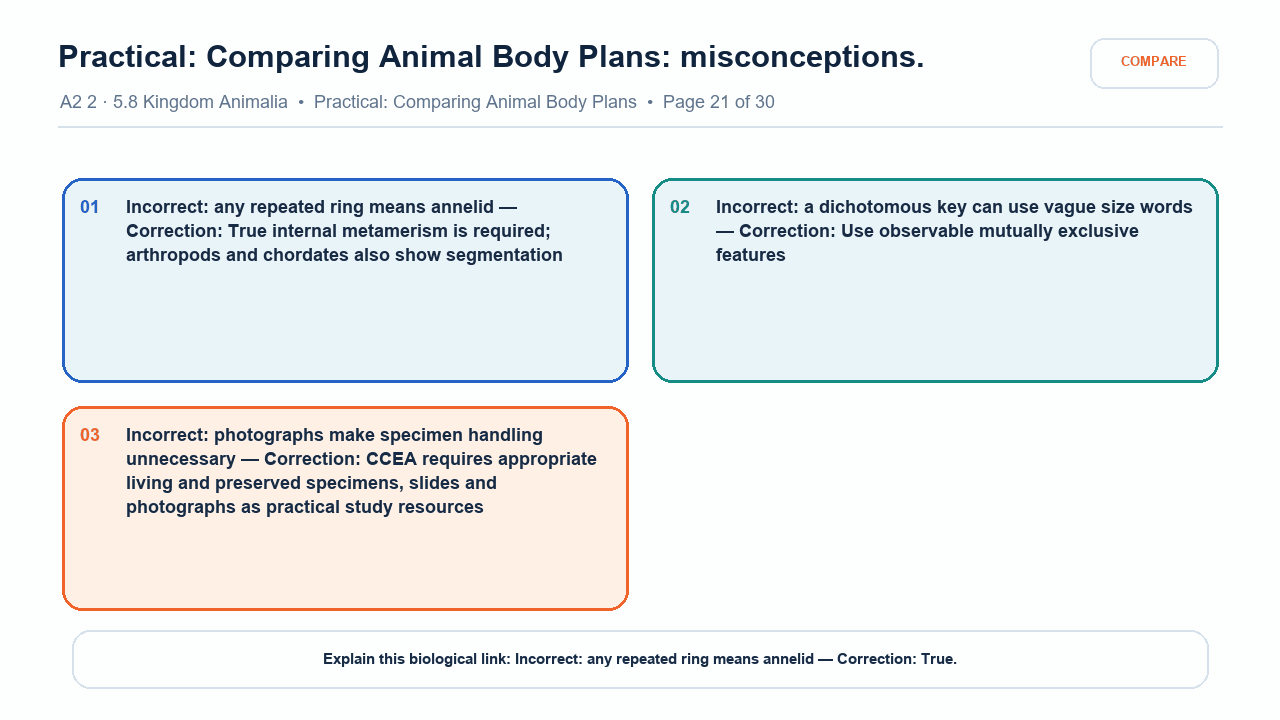 Practical: Comparing Animal Body Plans: misconceptions.
COMPARE
A2 2 · 5.8 Kingdom Animalia • Practical: Comparing Animal Body Plans • Page 21 of 30
01
Incorrect: any repeated ring means annelid —
Correction: True internal metamerism is required;
arthropods and chordates also show segmentation
02
Incorrect: a dichotomous key can use vague size words
— Correction: Use observable mutually exclusive
features
03
Incorrect: photographs make specimen handling
unnecessary — Correction: CCEA requires appropriate
living and preserved specimens, slides and
photographs as practical study resources
Explain this biological link: Incorrect: any repeated ring means annelid — Correction: True.